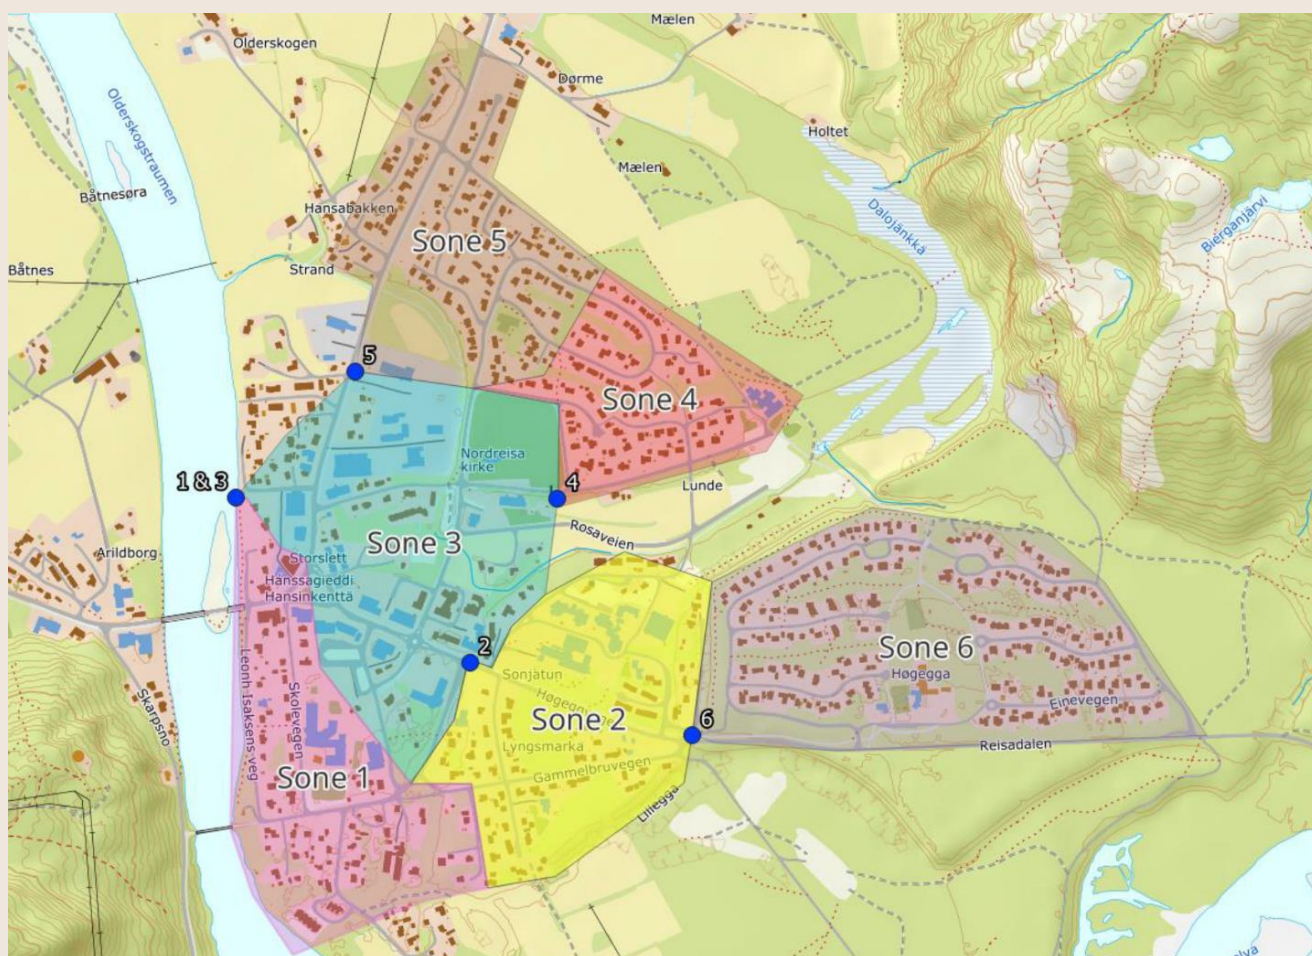 Mælen
Olderskogen
Dørme
Olderskogstraumen
Holtet
Mælen
Båtnesøra
Hansabakken
Dalojánkká
Bierganjárvi
Sone 5
Båtnes
Strand
5
Sone 4
Nordreisa
kirke
1 & 3
4
Lunde
Rosaveien
Sone 3
Arildborg
Storslett
Hánssagieddi
Hansinkenttä
Sone 6
Høgegga
2
Sonjatun
Leonh Isaksens veg
Skolevegen
Skarpsno
Sone 2
Einevegen
6
Reisadalen
Lyngsmarka
Gammelbruvegen
Sone 1
Lillegga